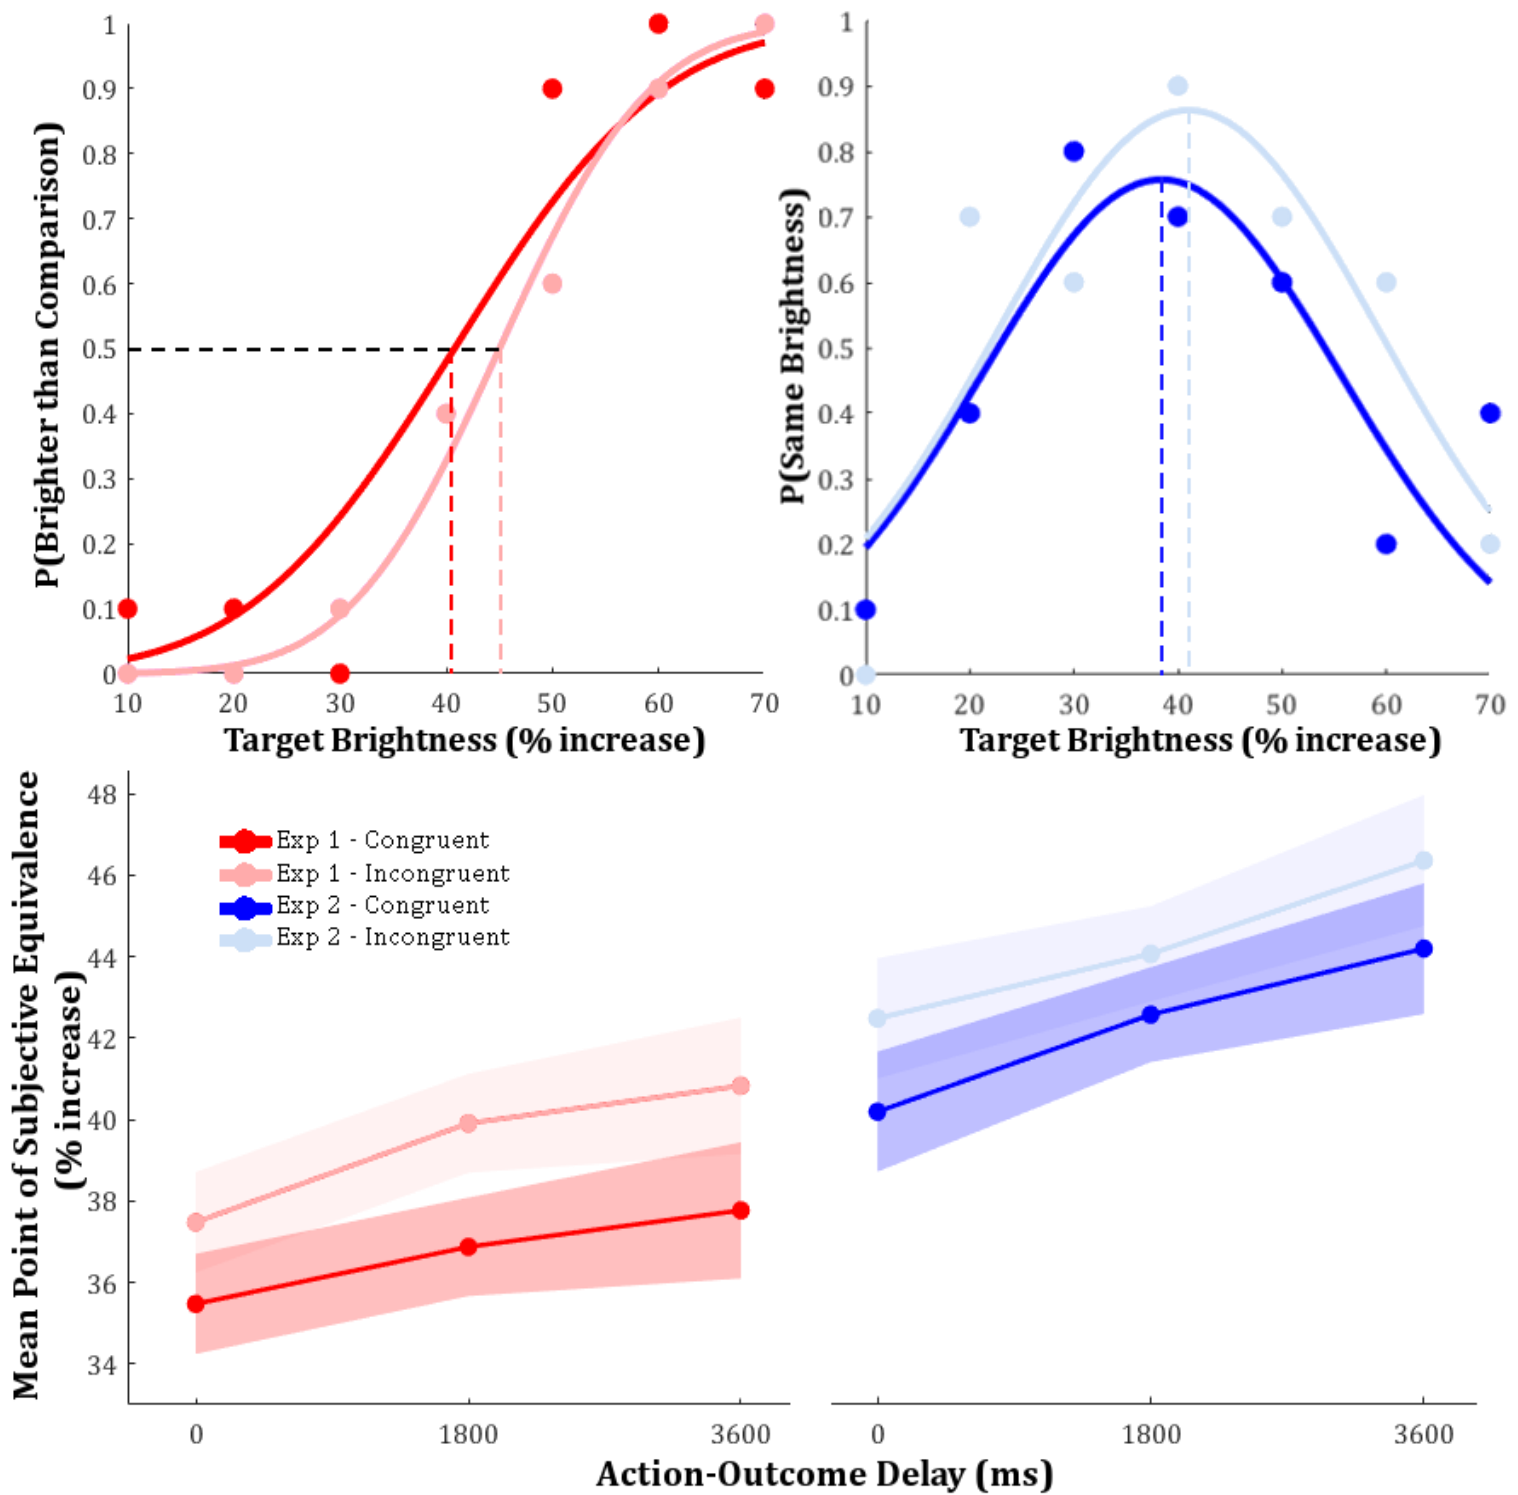 P(Brighter than Comparison)
1
0.9
0.8
0.7
0.6
0.5
0.4
0.3
0.2
0.1
0
10 20 30 40 50 60 70
Target Brightness (% increase)
P(Same Brightness)
1
0.9
0.8
0.7
0.6
0.5
0.4
0.3
0.2
0.1
0
10 20 30 40 50 60 70
Target Brightness (% increase)
Mean Point of Subjective Equivalence
(% increase)
48
46
44
42
40
38
36
34
Exp 1 - Congruent
Exp 1 - Incongruent
Exp 2 - Congruent
Exp 2 - Incongruent
0 1800 3600
0 1800 3600
Action-Outcome Delay (ms)